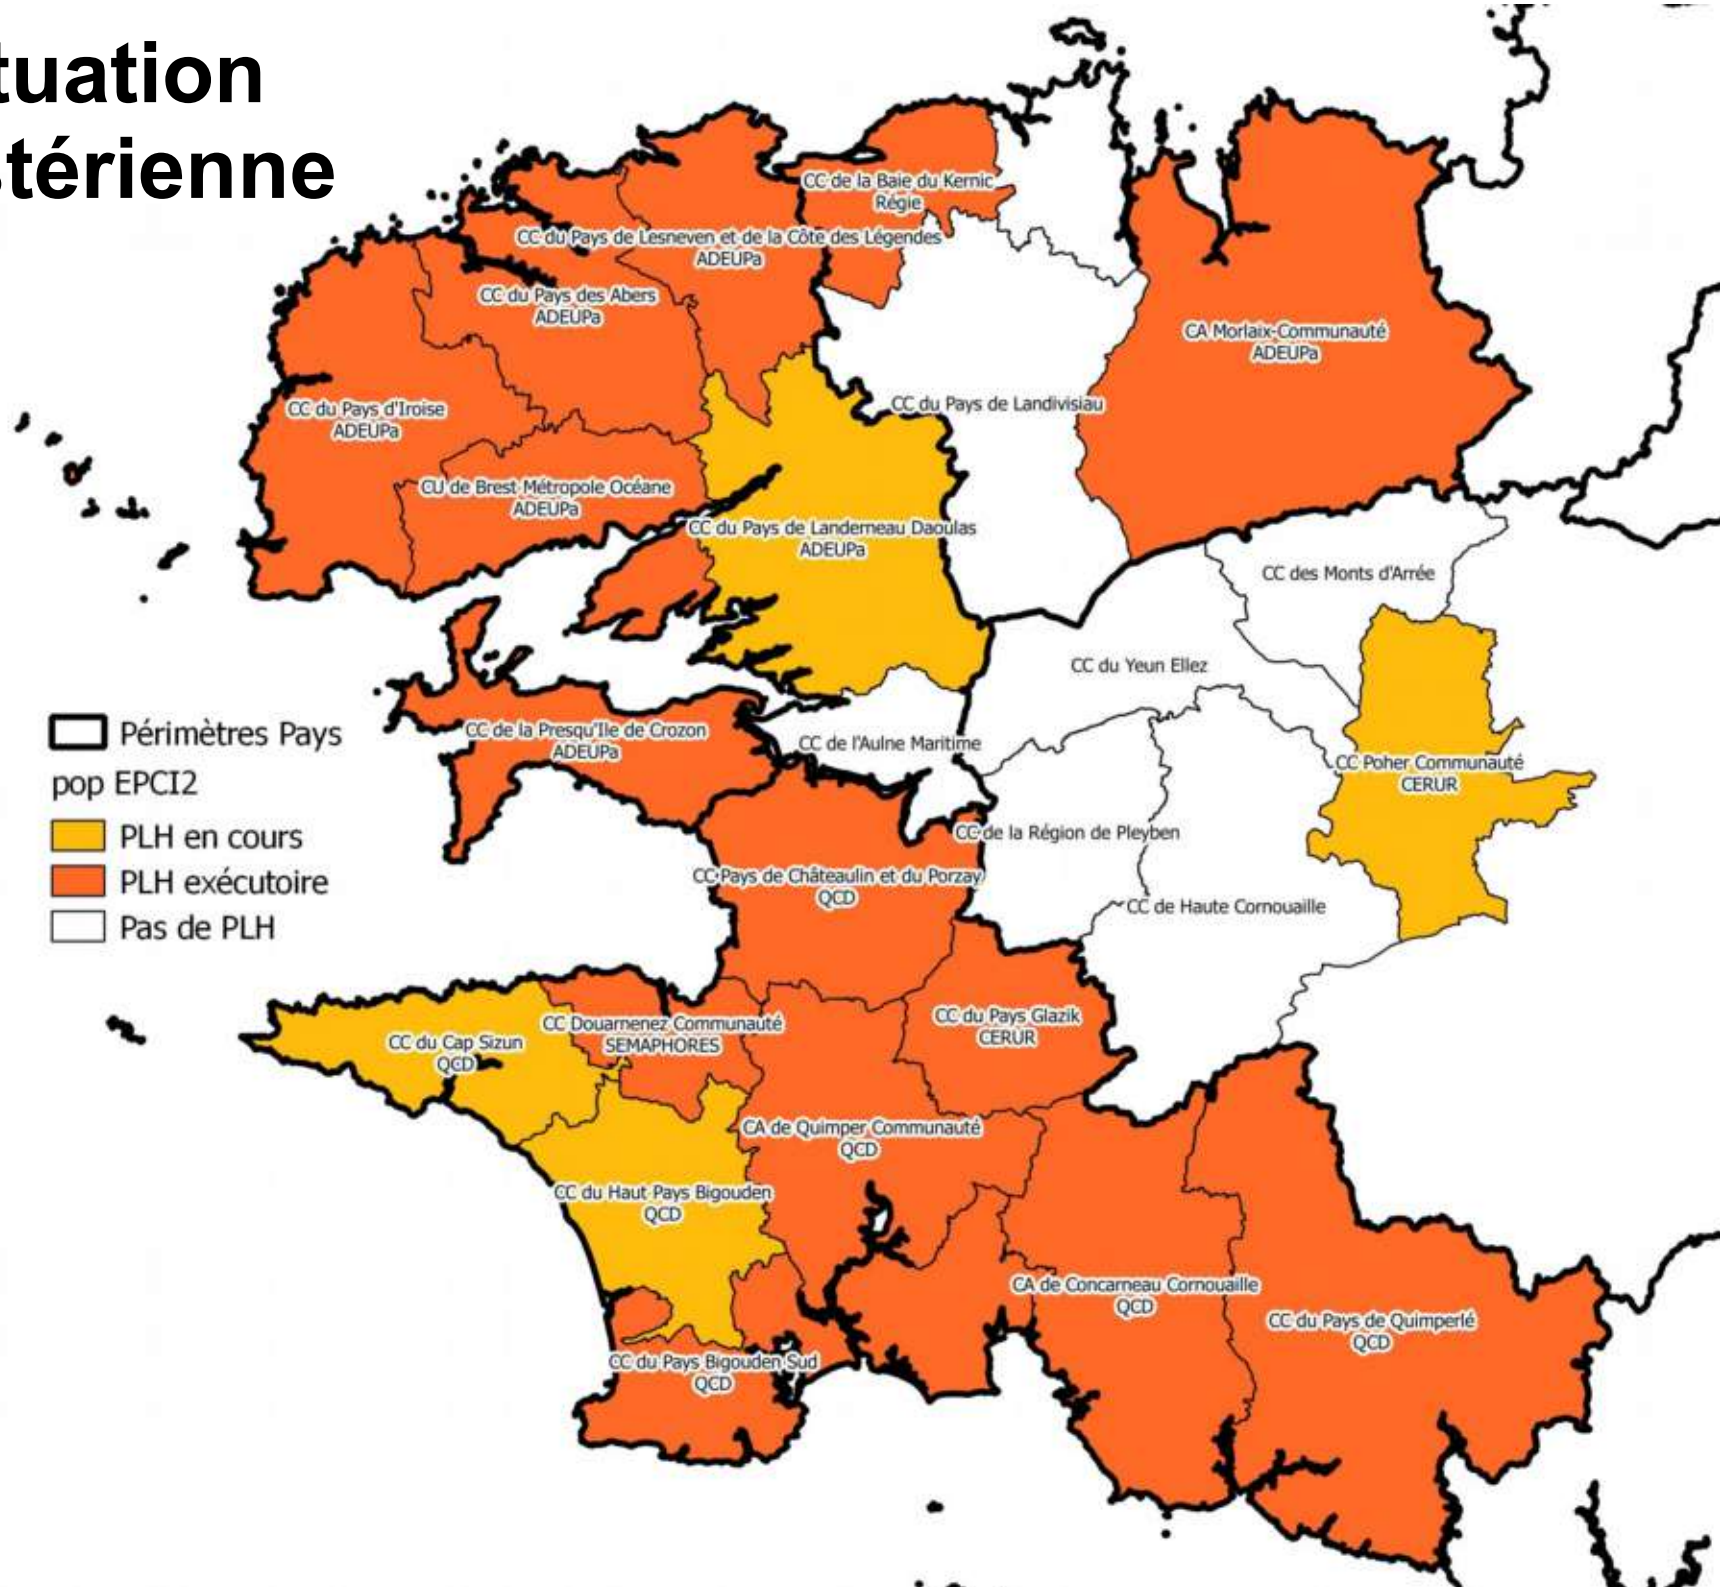 tuation
stérienne
CC de la Baie du Kernic
Régie
CC du Pays de Lesneven et de la Côte des Légendes
ADEUPa
CC du Pays des Abers
ADEUPa
CA Morlaix-Communauté
ADEUPa
CC du Pays d'Iroise
ADEUPa
CC du Pays de Landivisiau
CU de Brest Métropole Océane
ADEUPa
CC du Pays de Landerneau Daoulas
ADEUPa
CC des Monts d'Arrée
CC du Yeun Ellez
CC de la Presqu'Ile de Crozon
ADEUPa
CC de l'Aulne Maritime
CC Poher Communauté
CERUR
Périmètres Pays
pop EPCI2
PLH en cours
PLH exécutoire
Pas de PLH
CC de la Région de Pleyben
CC Pays de Châteaulin et du Porzay
QCD
CC de Haute Cornouaille
CC Douarnenez Communauté
SEMAPHORES
CC du Pays Glazik
CERUR
CC du Cap Sizun
QCD
CA de Quimper Communauté
QCD
CC du Haut Pays Bigouden
QCD
CA de Concarneau Cornouaille
QCD
CC du Pays de Quimperlé
QCD
CC du Pays Bigouden Sud
QCD